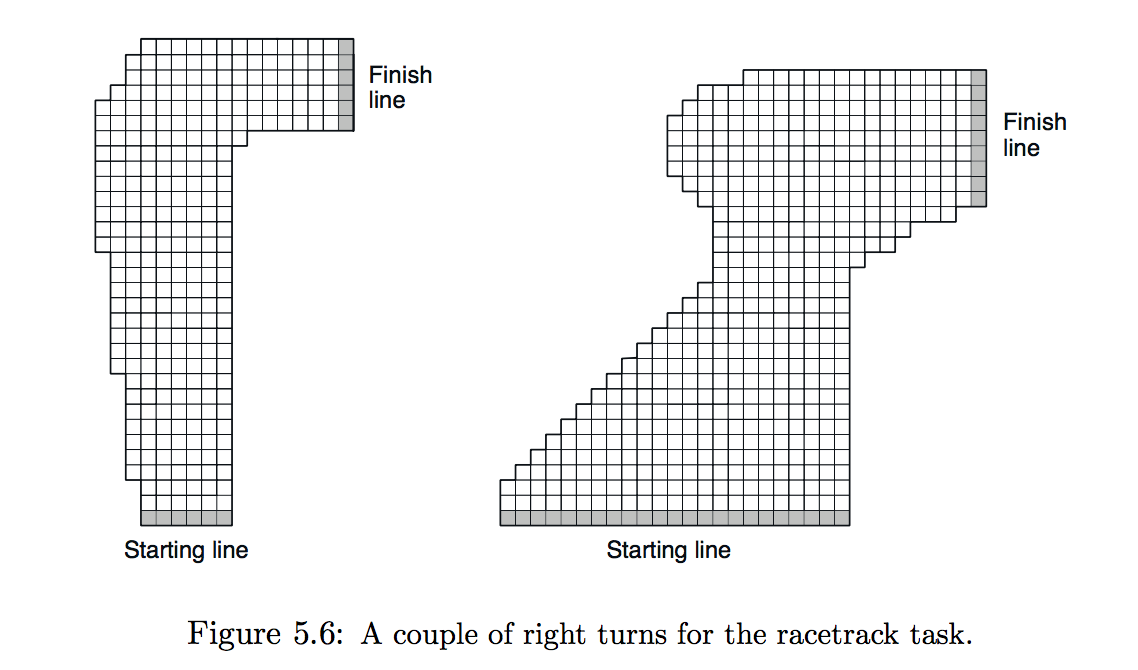 Finish
line
Finish
line
Starting line
Starting line
Figure 5.6: A couple of right turns for the racetrack task.